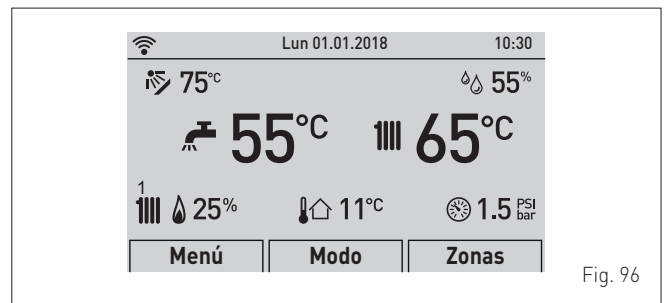 Lun 01.01.2018 10:30
75°C 55%
55°C 65°C
1
25% 11°C 1.5 PSI bar
Menú Modo Zonas
Fig. 96